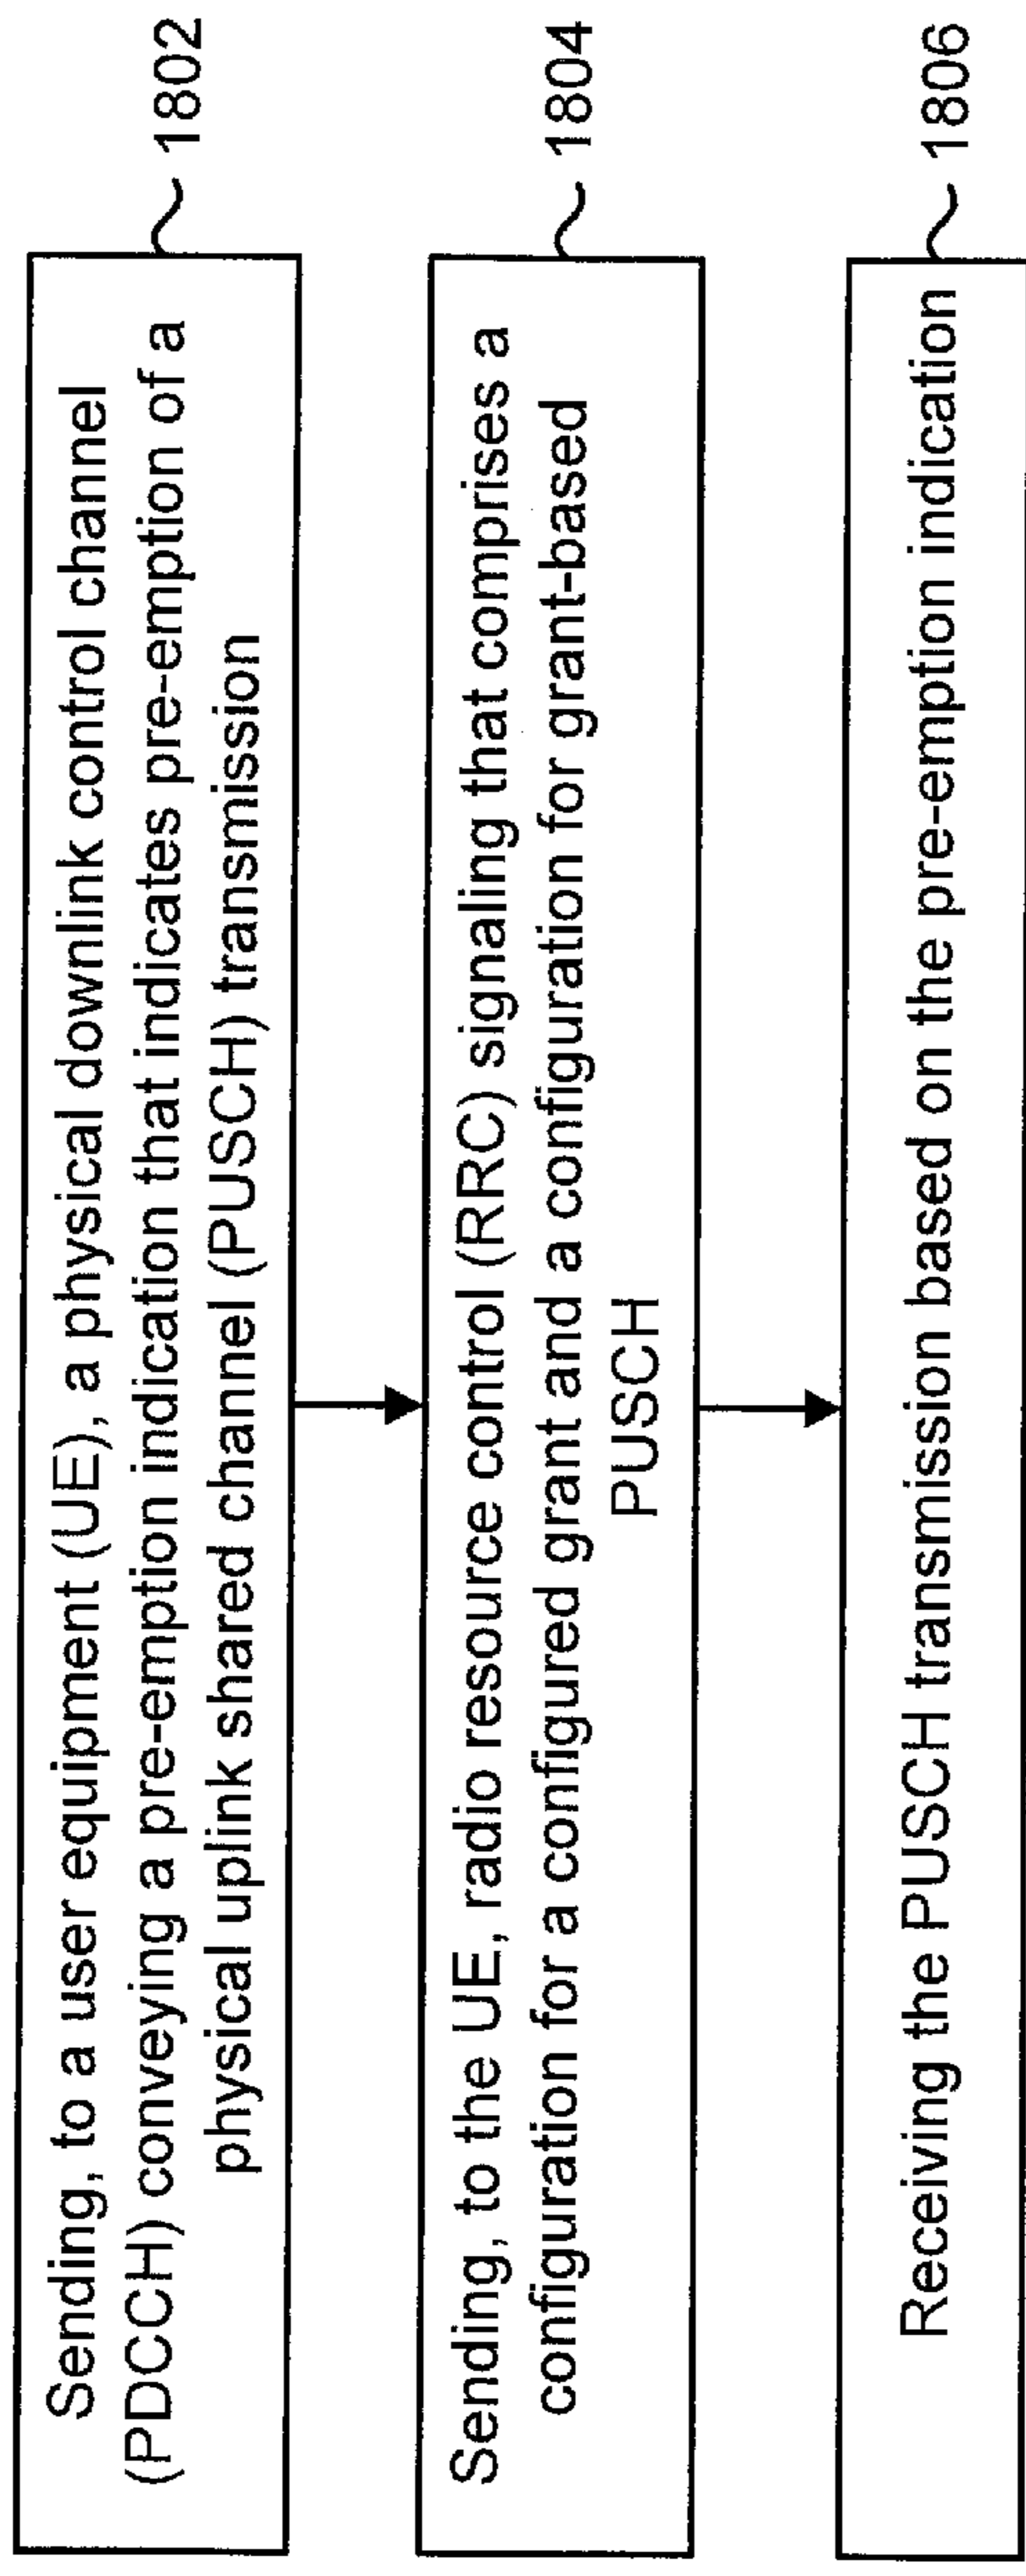 Sending, to a user equipment (UE), a physical downlink control channel
(PDCCH) conveying a pre-emption indication that indicates pre-emption of a
physical uplink shared channel (PUSCH) transmission
1802
Sending, to the UE, radio resource control (RRC) signaling that comprises a
configuration for a configured grant and a configuration for grant-based
PUSCH
1804
Receiving the PUSCH transmission based on the pre-emption indication
1806